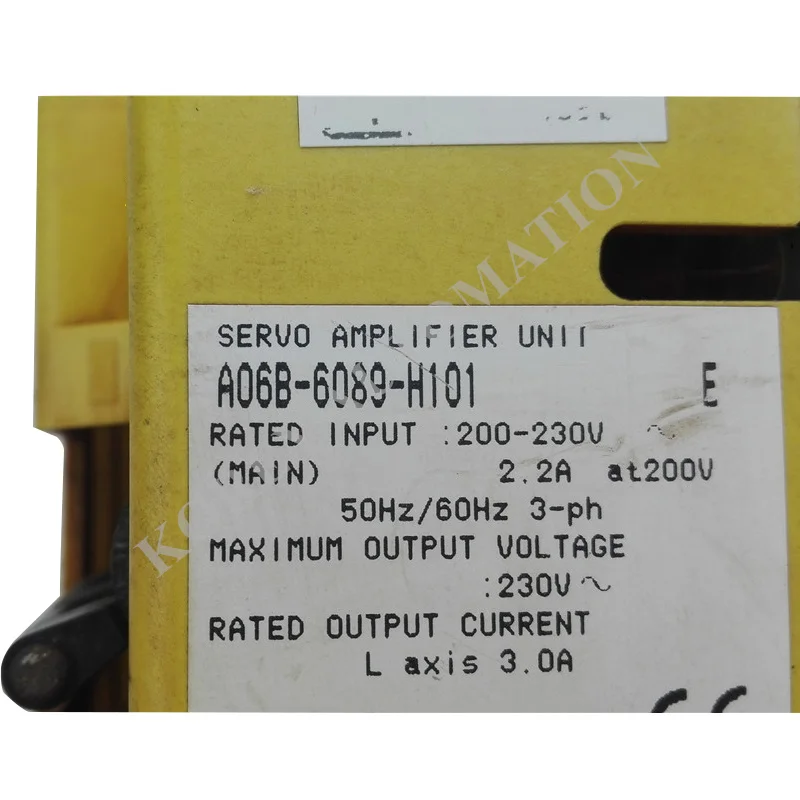 SERVO AMPLIFIER UNIT
A06B-6089-H101 E
RATED INPUT :200-230V ~
(MAIN) 2.2A at200V
50Hz/60Hz 3-ph
MAXIMUM OUTPUT VOLTAGE
:230V ~
RATED OUTPUT CURRENT
L axis 3.0A